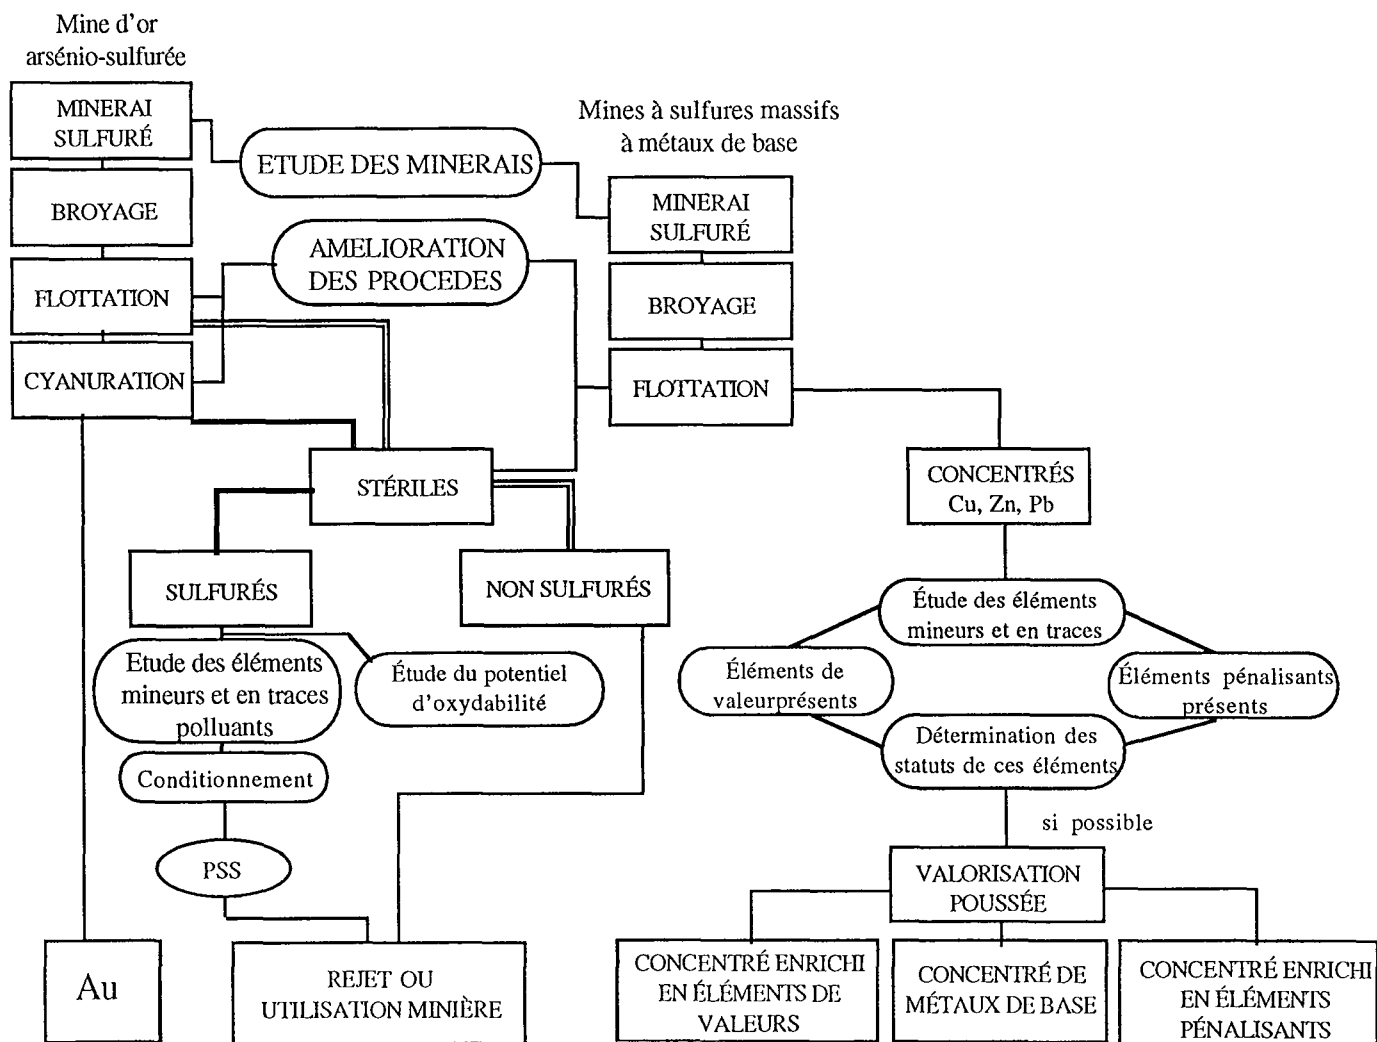 Mine d'or
arsénio-sulfurée
MINERAI
SULFURÉ
BROYAGE
FLOTTATION
CYANURATION
ETUDE DES MINERAIS
AMELIORATION
DES PROCEDES
Mines à sulfures massifs
à métaux de base
MINERAI
SULFURÉ
BROYAGE
FLOTTATION
STÉRILES
SULFURÉS
NON SULFURÉS
Etude des éléments
mineurs et en traces
polluants
Étude du potentiel
d'oxydabilité
Conditionnement
PSS
Au
REJET OU
UTILISATION MINIÈRE
CONCENTRÉS
Cu, Zn, Pb
Étude des éléments
mineurs et en traces
Éléments de
valeurprésents
Éléments pénalisants
présents
Détermination des
statuts de ces éléments
si possible
VALORISATION
POUSSÉE
CONCENTRÉ ENRICHI
EN ÉLÉMENTS DE
VALEURS
CONCENTRÉ DE
MÉTAUX DE BASE
CONCENTRÉ ENRICHI
EN ÉLÉMENTS
PÉNALISANTS